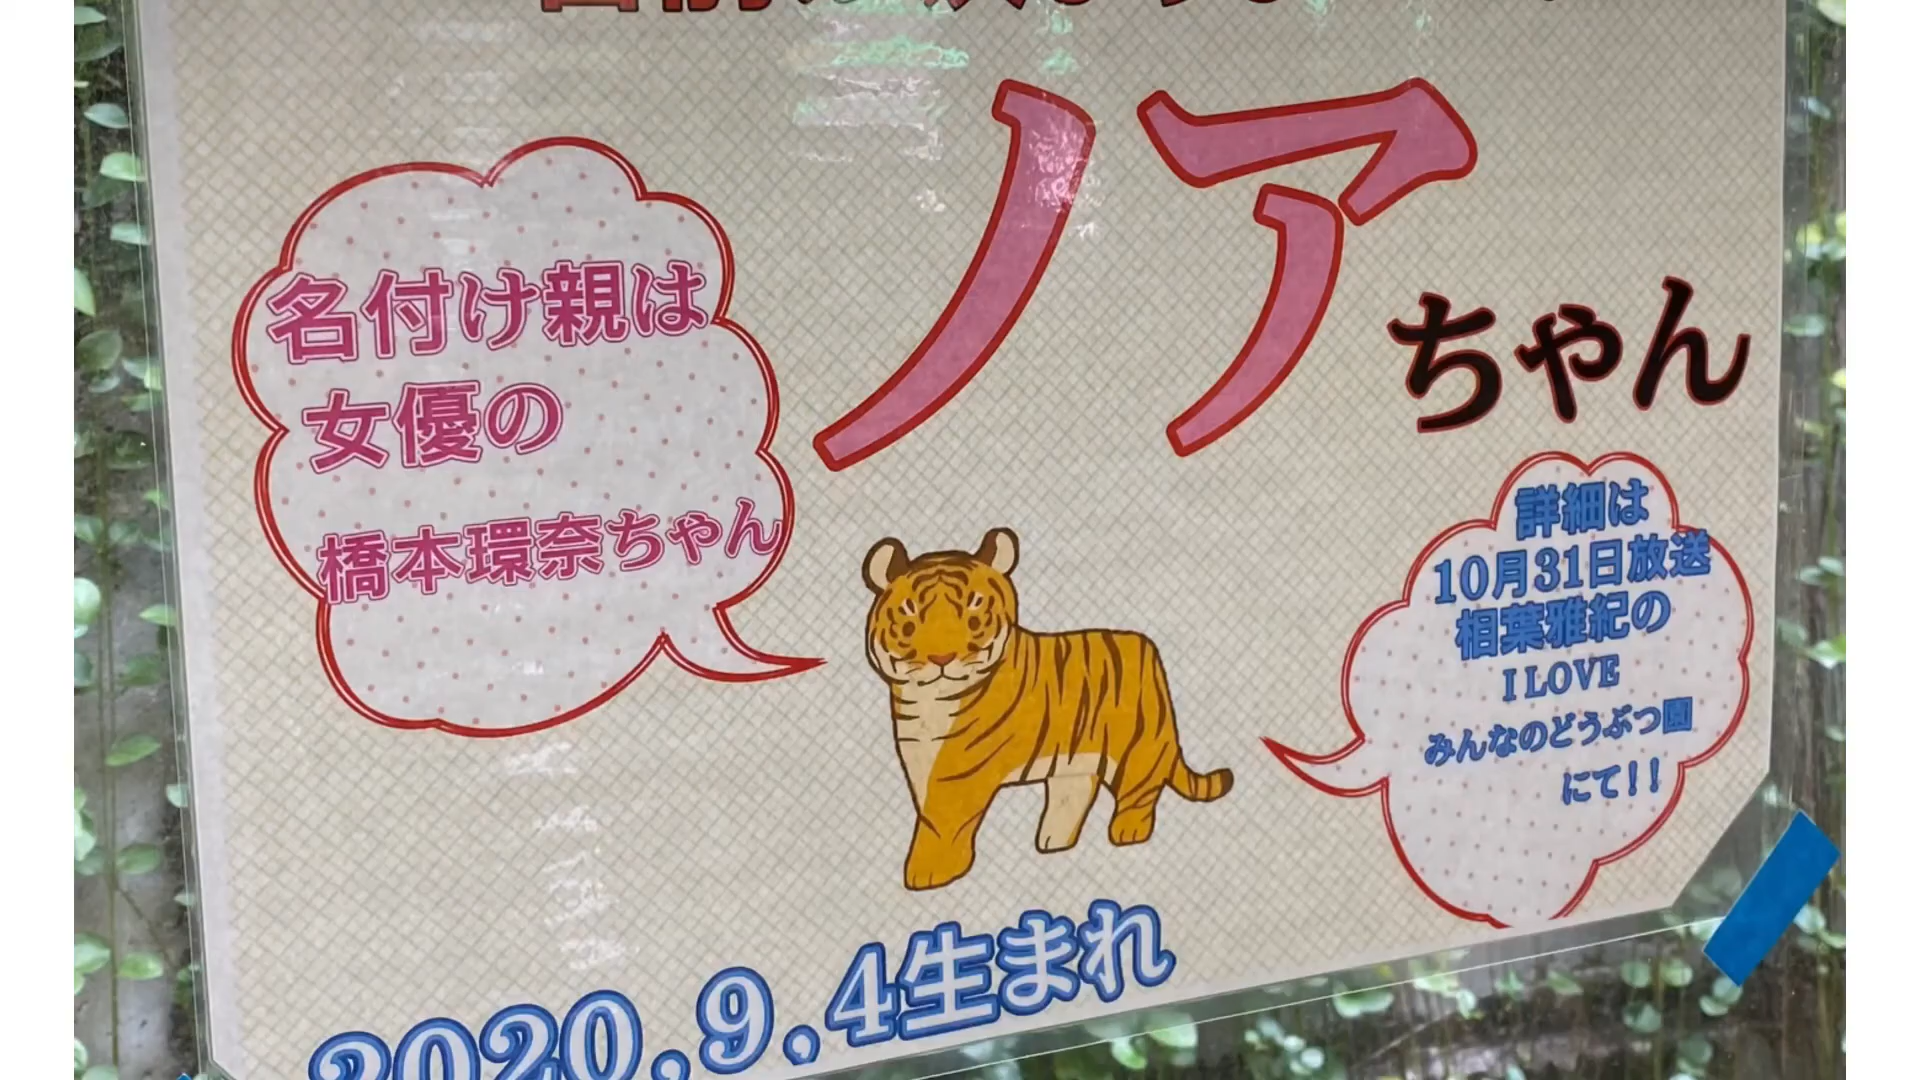 ノアちゃん
名付け親は
女優の
橋本環奈ちゃん
詳細は
10月31日放送
相葉雅紀の
I LOVE
みんなのどうぶつ園
にて!!
2020.9.4生まれ